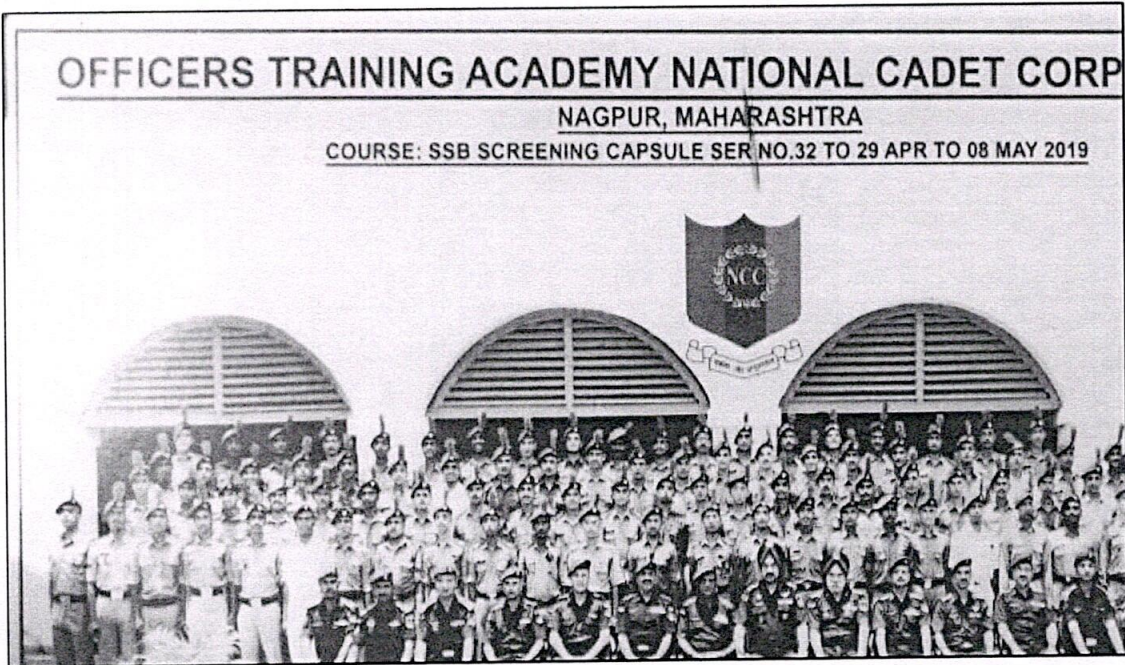 OFFICERS TRAINING ACADEMY NATIONAL CADET CORP
NAGPUR, MAHARASHTRA
COURSE: SSB SCREENING CAPSULE SER NO.32 TO 29 APR TO 08 MAY 2019
NCC